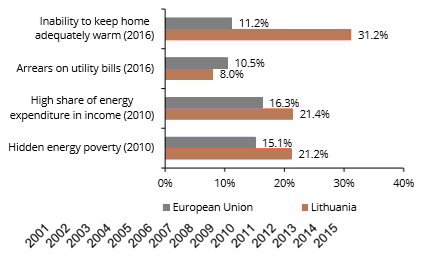 Inability to keep home
adequately warm (2016)
11.2%
31.2%
Arrears on utility bills (2016)
10.5%
8.0%
High share of energy
expenditure in income (2010)
16.3%
21.4%
Hidden energy poverty (2010)
15.1%
21.2%
0% 10% 20% 30% 40%
European Union Lithuania
2001 2002 2003 2004 2005 2006 2007 2008 2009 2010 2011 2012 2013 2014 2015